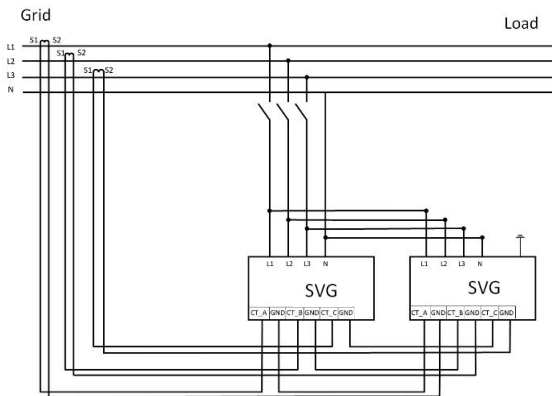 Grid
Load
S1 S2
L1
S1 S2
L2
S1 S2
L3
N
L1 L2 L3 N
L1 L2 L3 N
SVG
SVG
CT_A GND CT_B GND CT_C GND
CT_A GND CT_B GND CT_C GND